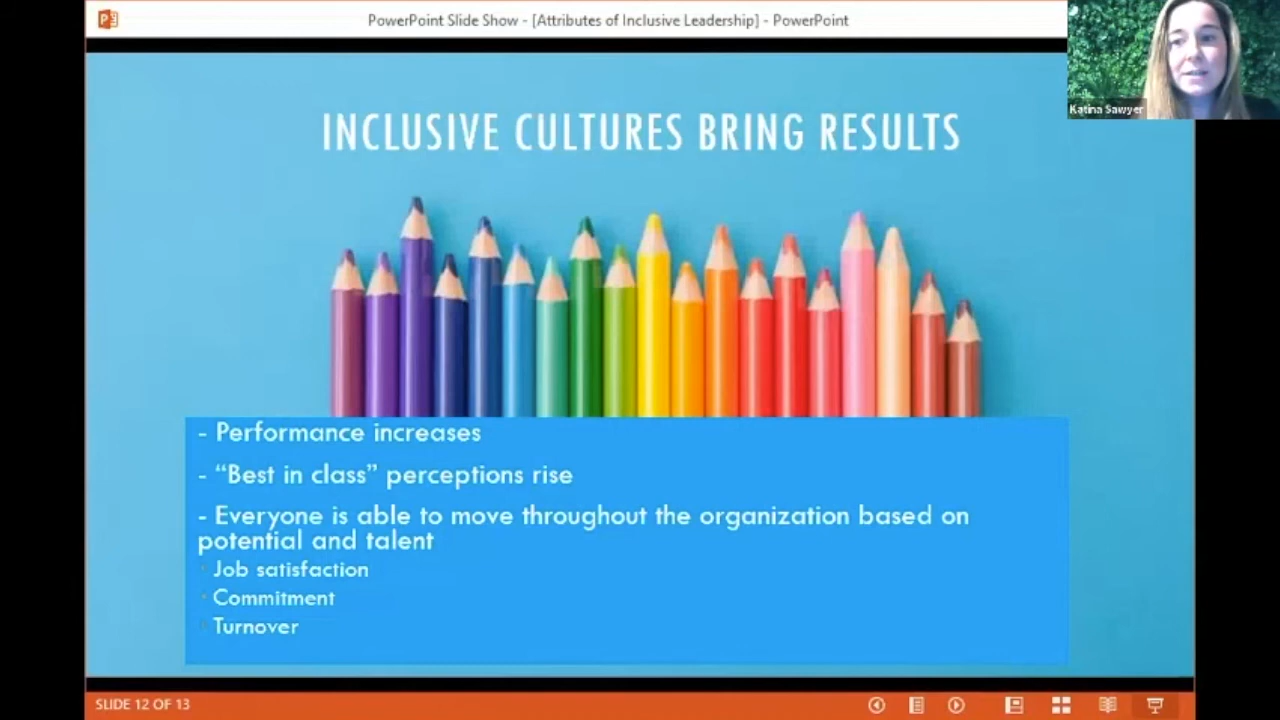 PowerPoint Slide Show - [Attributes of Inclusive Leadership] - PowerPoint
Katina Sawyer
INCLUSIVE CULTURES BRING RESULTS
- Performance increases
- “Best in class” perceptions rise
- Everyone is able to move throughout the organization based on
potential and talent
Job satisfaction
Commitment
Turnover
SLIDE 12 OF 13